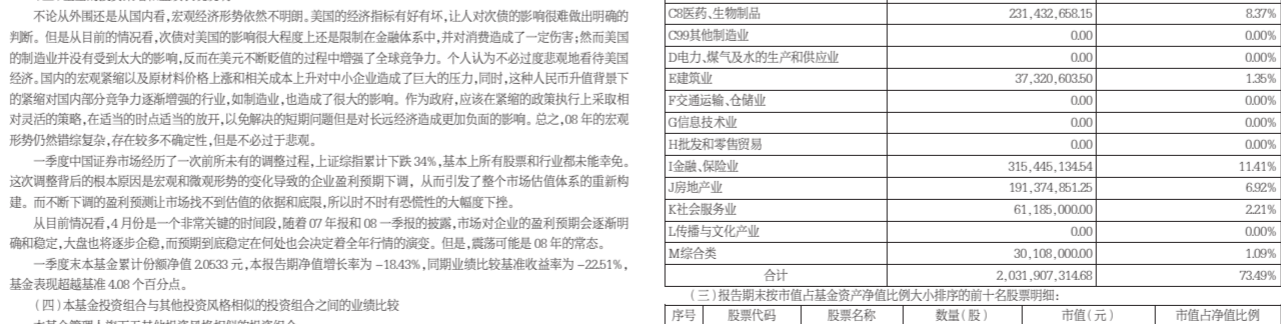 不论从外围还是从国内看,宏观经济形势依然不明朗。美国的经济指标有好有坏,让人对次债的影响很难做出明确的
判断。但是从目前的情况看,次债对美国的影响很大程度上还是限制在金融体系中,并对消费造成了一定伤害;然而美国
的制造业并没有受到太大的影响,反而在美元不断贬值的过程中增强了全球竞争力。个人认为不必过度悲观地看待美国
经济。国内的宏观紧缩以及原材料价格上涨和相关成本上升对中小企业造成了巨大的压力,同时,这种人民币升值背景下
的紧缩对国内部分竞争力逐渐增强的行业,如制造业,也造成了很大的影响。作为政府,应该在紧缩的政策执行上采取相
对灵活的策略,在适当的时点适当的放开,以免解决的短期问题但是对长远经济造成更加负面的影响。总之,08 年的宏观
形势仍然错综复杂,存在较多不确定性,但是不必过于悲观。
一季度中国证券市场经历了一次前所未有的调整过程,上证综指累计下跌 34%,基本上所有股票和行业都未能幸免。
这次调整背后的根本原因是宏观和微观形势的变化导致的企业盈利预期下调,从而引发了整个市场估值体系的重新构
建。而不断下调的盈利预测让市场找不到估值的依据和底限,所以时不时有恐慌性的大幅度下挫。
从目前情况看,4 月份是一个非常关键的时间段,随着 07 年报和 08 一季报的披露,市场对企业的盈利预期会逐渐明
确和稳定,大盘也将逐步企稳,而预期到底稳定在何处也会决定着全年行情的演变。但是,震荡可能是 08 年的常态。
一季度末本基金累计份额净值 2.0533 元,本报告期净值增长率为 -18.43%,同期业绩比较基准收益率为 -22.51%,
基金表现超越基准 4.08 个百分点。
(四)本基金投资组合与其他投资风格相似的投资组合之间的业绩比较
C8医药、生物制品 231,432,658.15 8.37%
C99其他制造业 0.00 0.00%
D电力、煤气及水的生产和供应业 0.00 0.00%
E建筑业 37,320,603.50 1.35%
F交通运输、仓储业 0.00 0.00%
G信息技术业 0.00 0.00%
H批发和零售贸易 0.00 0.00%
I金融、保险业 315,445,134.54 11.41%
J房地产业 191,374,851.25 6.92%
K社会服务业 61,185,000.00 2.21%
L传播与文化产业 0.00 0.00%
M综合类 30,108,000.00 1.09%
合计 2,031,907,314.68 73.49%
(三)报告期末按市值占基金资产净值比例大小排序的前十名股票明细:
序号 股票代码 股票名称 数量(股) 市值(元) 市值占净值比例